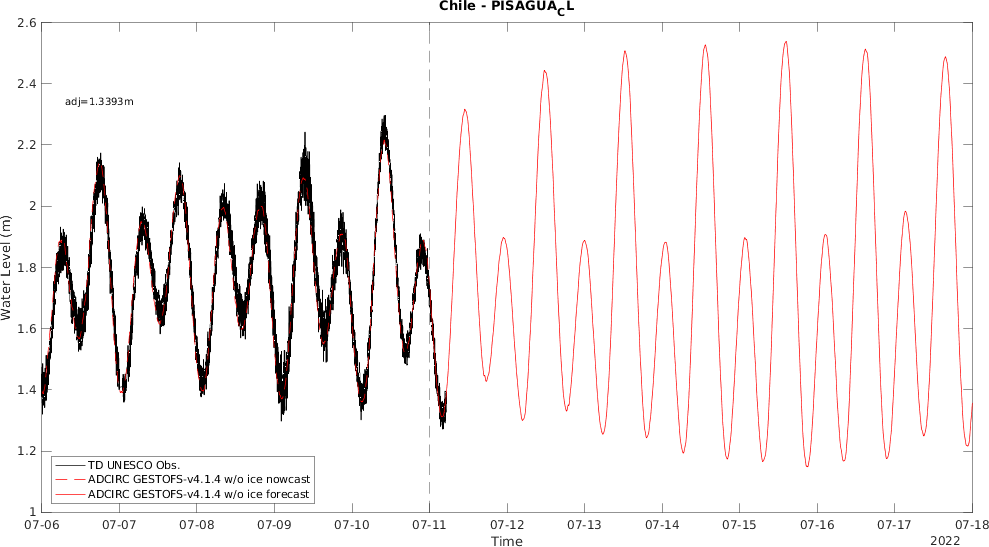 Chile - PISAGUA_CL
adj=1.3393m
Water Level (m)
2.6
2.4
2.2
2
1.8
1.6
1.4
1.2
1
TD UNESCO Obs.
ADCIRC GESTOFS-v4.1.4 w/o ice nowcast
ADCIRC GESTOFS-v4.1.4 w/o ice forecast
07-06 07-07 07-08 07-09 07-10 07-11 07-12 07-13 07-14 07-15 07-16 07-17 07-18
Time
2022